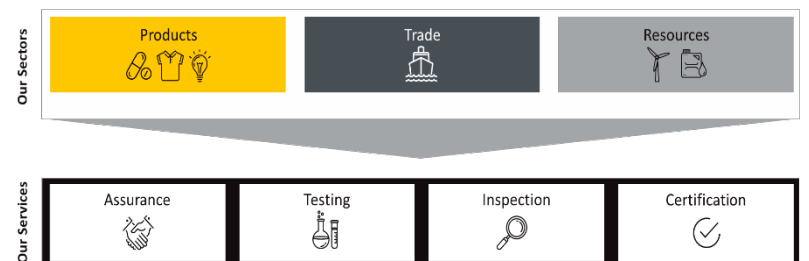 Our Sectors
Products
Trade
Resources
Our Services
Assurance
Testing
Inspection
Certification